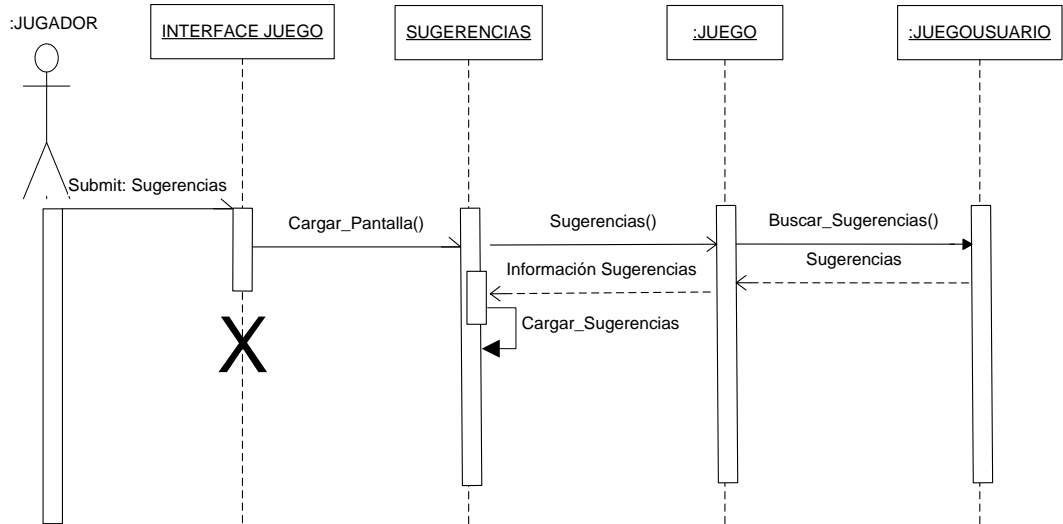 :JUGADOR
INTERFACE JUEGO
SUGERENCIAS
:JUEGO
:JUEGOUSUARIO
Submit: Sugerencias
Cargar_Pantalla()
Sugerencias()
Buscar_Sugerencias()
Información Sugerencias
Sugerencias
Cargar_Sugerencias
X